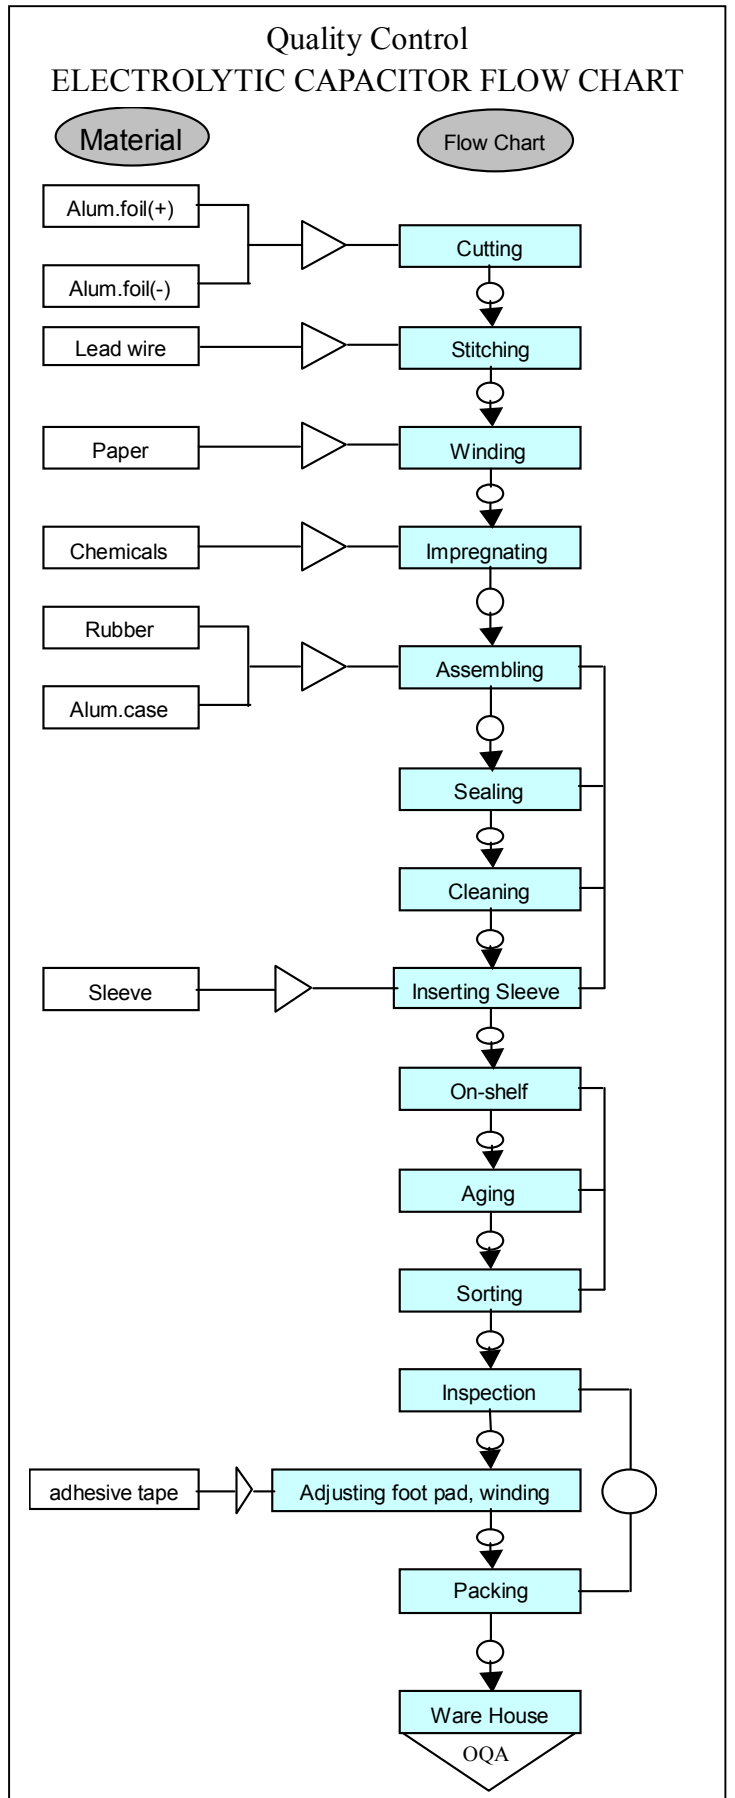 Quality Control
ELECTROLYTIC CAPACITOR FLOW CHART
Material
Flow Chart
Alum.foil(+)
Cutting
Alum.foil(-)
Lead wire
Stitching
Paper
Winding
Chemicals
Impregnating
Rubber
Assembling
Alum.case
Sealing
Cleaning
Sleeve
Inserting Sleeve
On-shelf
Aging
Sorting
Inspection
adhesive tape
Adjusting foot pad, winding
Packing
Ware House
OQA